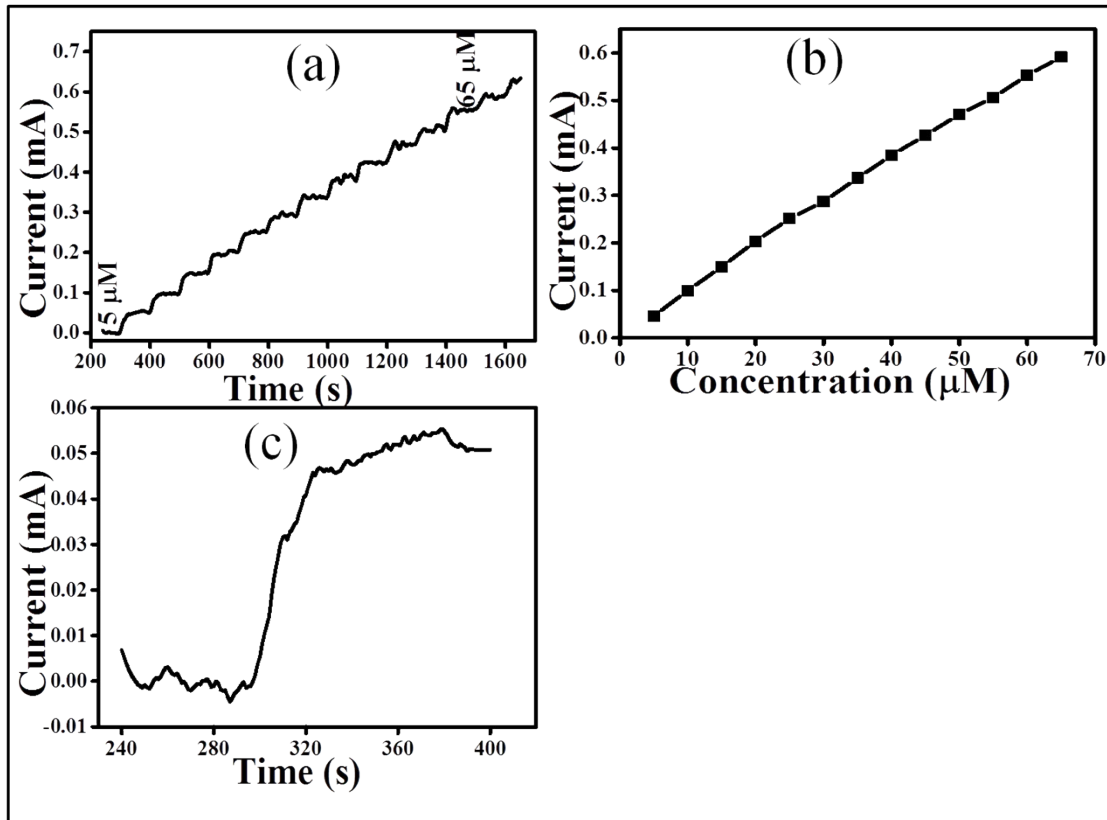 (a)
Current (mA)
0.7
0.6
0.5
0.4
0.3
0.2
0.1
0.0
5 μM
65 μM
200 400 600 800 1000 1200 1400 1600
Time (s)
(b)
Current (mA)
0.6
0.5
0.4
0.3
0.2
0.1
0.0
0 10 20 30 40 50 60 70
Concentration (μM)
(c)
Current (mA)
0.06
0.05
0.04
0.03
0.02
0.01
0.00
-0.01
240 280 320 360 400
Time (s)